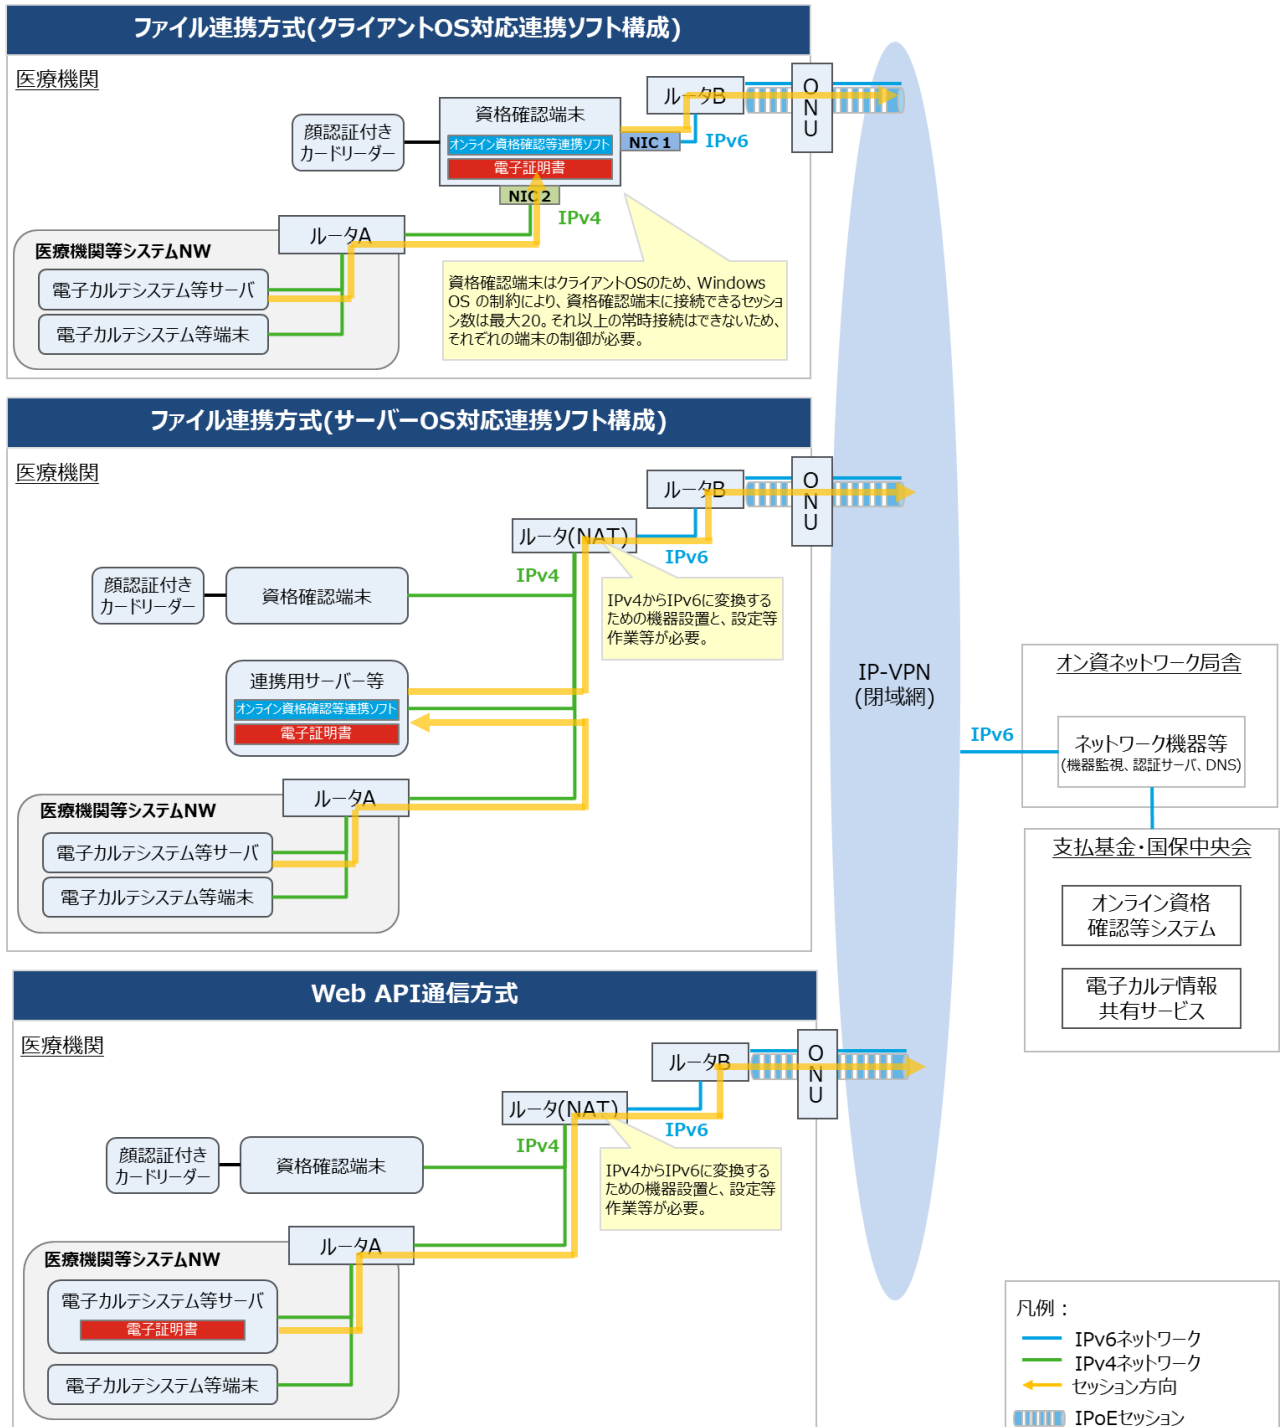 ファイル連携方式(クライアントOS対応連携ソフト構成)
医療機関
顔認証付き
カードリーダー
資格確認端末
オンライン資格確認等連携ソフト
電子証明書
NIC 1
NIC 2
IPv6
IPv4
ルータB
O
N
U
ルータA
医療機関等システムNW
電子カルテシステム等サーバ
電子カルテシステム等端末
資格確認端末はクライアントOSのため、Windows
OS の制約により、資格確認端末に接続できるセッショ
ン数は最大20。それ以上の常時接続はできないため、
それぞれの端末の制御が必要。
ファイル連携方式(サーバーOS対応連携ソフト構成)
医療機関
ルータB
O
N
U
ルータ(NAT)
IPv6
IPv4
顔認証付き
カードリーダー
資格確認端末
IPv4からIPv6に変換する
ための機器設置と、設定等
作業等が必要。
連携用サーバー等
オンライン資格確認等連携ソフト
電子証明書
ルータA
医療機関等システムNW
電子カルテシステム等サーバ
電子カルテシステム等端末
IP-VPN
(閉域網)
IPv6
オン資ネットワーク局舎
ネットワーク機器等
(機器監視、認証サーバ、DNS)
支払基金・国保中央会
オンライン資格
確認等システム
電子カルテ情報
共有サービス
Web API通信方式
医療機関
ルータB
O
N
U
ルータ(NAT)
IPv6
IPv4
顔認証付き
カードリーダー
資格確認端末
IPv4からIPv6に変換する
ための機器設置と、設定等
作業等が必要。
ルータA
医療機関等システムNW
電子カルテシステム等サーバ
電子証明書
電子カルテシステム等端末
凡例：
IPv6ネットワーク
IPv4ネットワーク
セッション方向
IPoEセッション